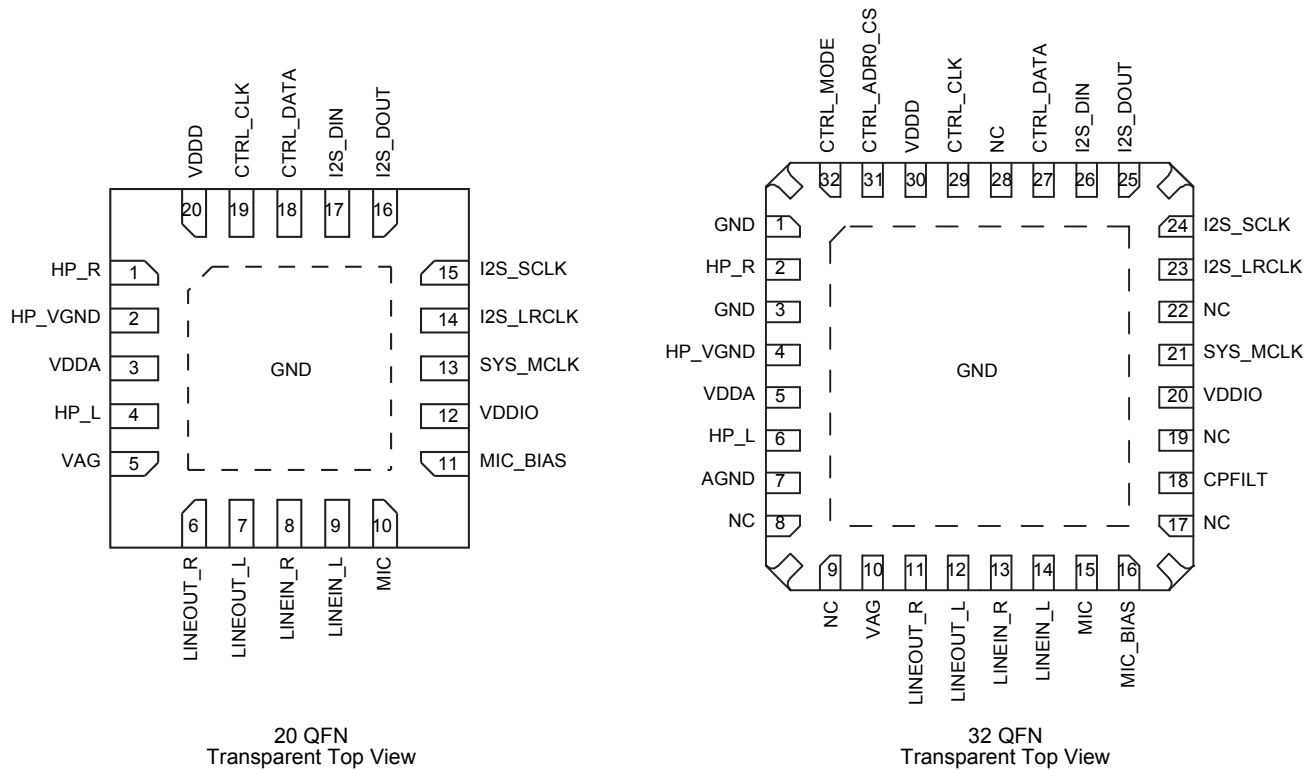 VDDD
CTRL_CLK
CTRL_DATA
I2S_DIN
I2S_DOUT
20
19
18
17
16
HP_R 1
HP_VGND 2
VDDA 3
HP_L 4
VAG 5
GND
15 I2S_SCLK
14 I2S_LRCLK
13 SYS_MCLK
12 VDDIO
11 MIC_BIAS
6
7
8
9
10
LINEOUT_R
LINEOUT_L
LINEIN_R
LINEIN_L
MIC
20 QFN
Transparent Top View
CTRL_MODE
CTRL_ADR0_CS
VDDD
CTRL_CLK
NC
CTRL_DATA
I2S_DIN
I2S_DOUT
32
31
30
29
28
27
26
25
GND 1
HP_R 2
GND 3
HP_VGND 4
VDDA 5
HP_L 6
AGND 7
NC 8
GND
24 I2S_SCLK
23 I2S_LRCLK
22 NC
21 SYS_MCLK
20 VDDIO
19 NC
18 CPFILT
17 NC
9
10
11
12
13
14
15
16
NC
VAG
LINEOUT_R
LINEOUT_L
LINEIN_R
LINEIN_L
MIC
MIC_BIAS
32 QFN
Transparent Top View